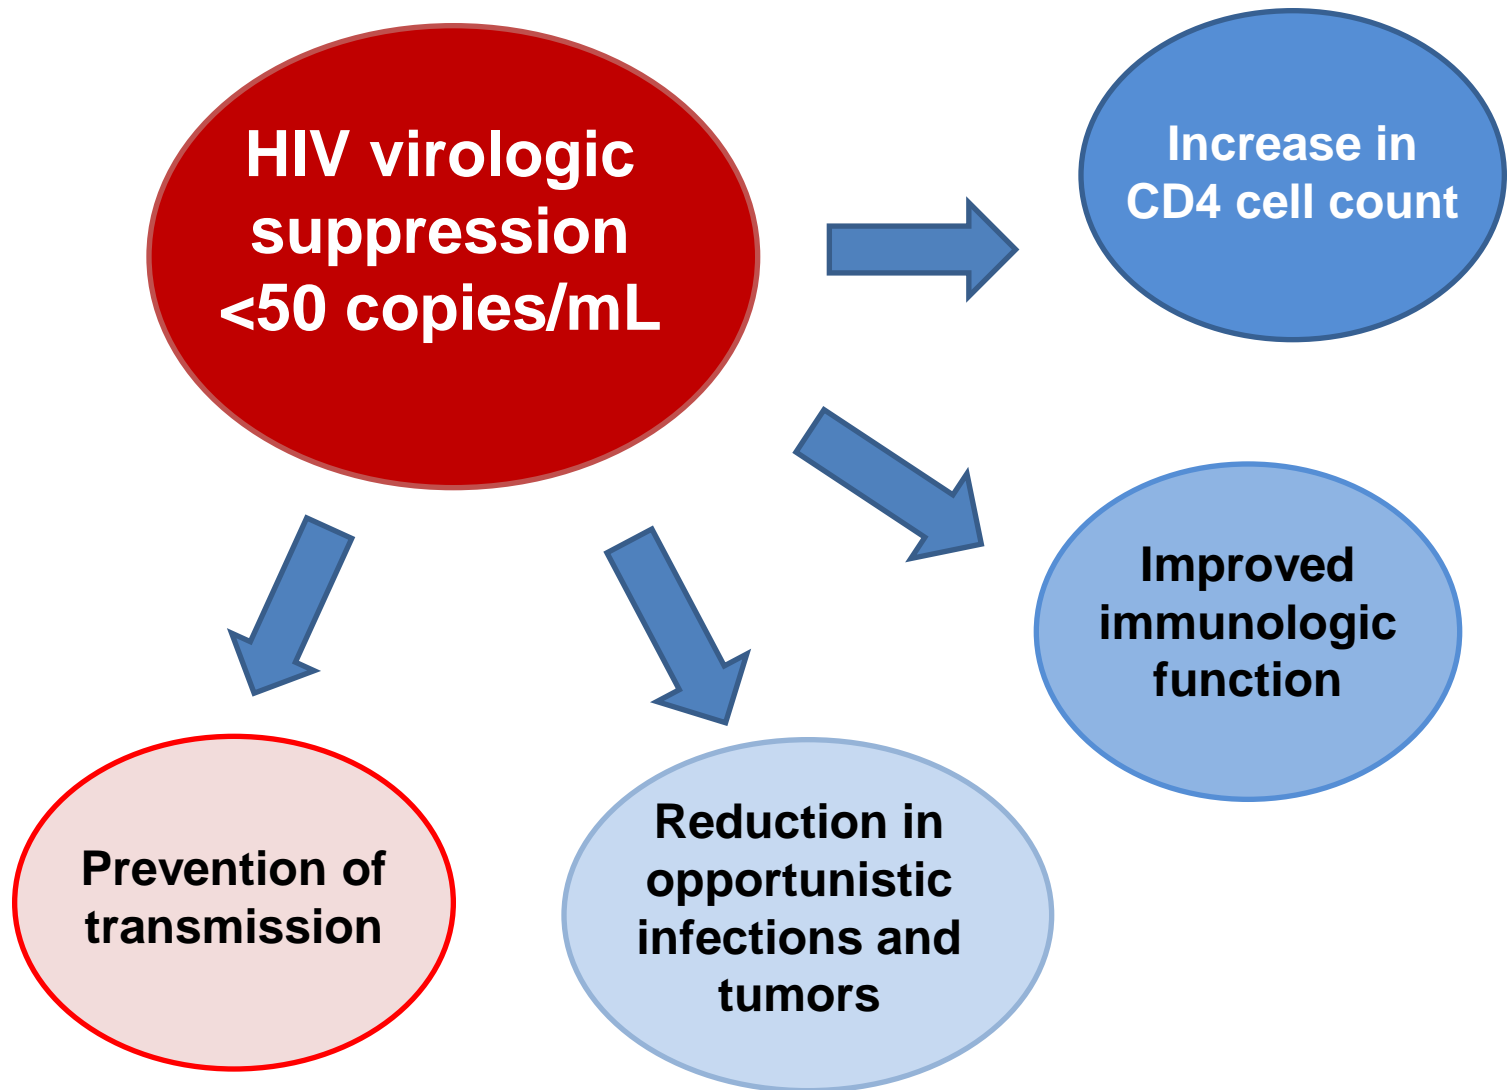 HIV virologic
suppression
<50 copies/mL
Increase in
CD4 cell count
Improved
immunologic
function
Reduction in
opportunistic
infections and
tumors
Prevention of
transmission